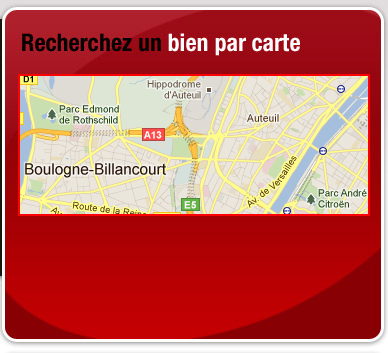 Recherchez un bien par carte
D1
Hippodrome
d'Auteuil
Parc Edmond
de Rothschild
Auteuil
A13
Boulogne-Billancourt
Av. de Versailles
Parc André
Citroën
E5
Route de la Reine